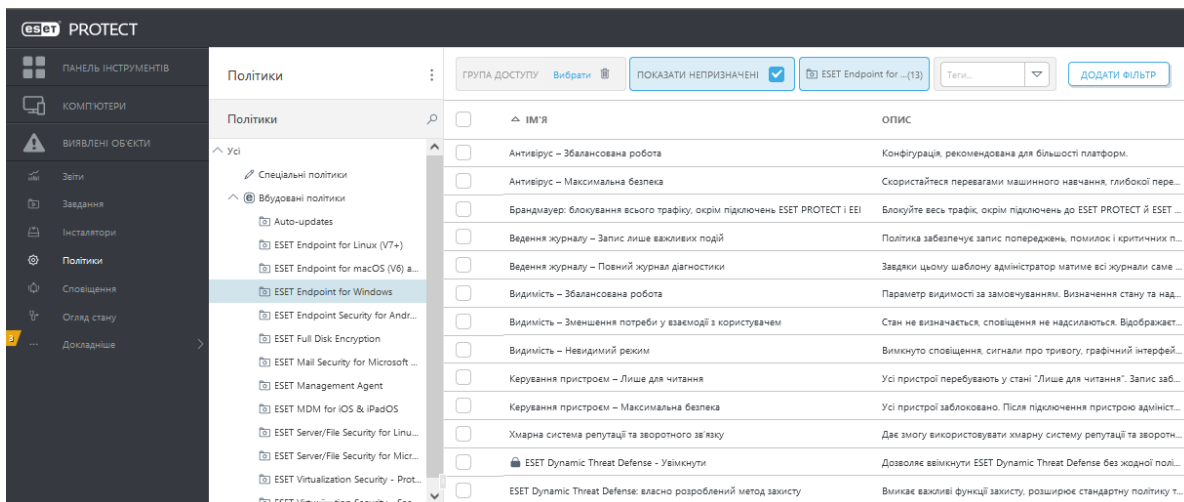 eset PROTECT
ПАНЕЛЬ ІНСТРУМЕНТІВ
КОМП'ЮТЕРИ
ВИЯВЛЕНІ ОБ'ЄКТИ
Звіти
Завдання
Інсталятори
Політики
Сповіщення
Огляд стану
3
Докладніше
Політики
Політики
Усі
Спеціальні політики
Вбудовані політики
Auto-updates
ESET Endpoint for Linux (V7+)
ESET Endpoint for macOS (V6) a...
ESET Endpoint for Windows
ESET Endpoint Security for Andr...
ESET Full Disk Encryption
ESET Mail Security for Microsoft ...
ESET Management Agent
ESET MDM for iOS & iPadOS
ESET Server/File Security for Linu...
ESET Server/File Security for Micr...
ESET Virtualization Security - Prot...
ГРУПА ДОСТУПУ Вибрати ПОКАЗАТИ НЕПРИЗНАЧЕНІ ESET Endpoint for ...(13) Теги... ДОДАТИ ФІЛЬТР
ІМ'Я ОПИС
Антивірус – Збалансована робота Конфігурація, рекомендована для більшості платформ.
Антивірус – Максимальна безпека Скористайтеся перевагами машинного навчання, глибокої пере...
Брандмауер: блокування всього трафіку, окрім підключень ESET PROTECT і EEI Блокуйте весь трафік, окрім підключень до ESET PROTECT й ESET ...
Ведення журналу – Запис лише важливих подій Політика забезпечує запис попереджень, помилок і критичних п...
Ведення журналу – Повний журнал діагностики Завдяки цьому шаблону адміністратор матиме всі журнали саме ...
Видимість – Збалансована робота Параметр видимості за замовчуванням. Визначення стану та над...
Видимість – Зменшення потреби у взаємодії з користувачем Стан не визначається, сповіщення не надсилаються. Відображаєт...
Видимість – Невидимий режим Вимкнуто сповіщення, сигнали про тривогу, графічний інтерфей...
Керування пристроєм – Лише для читання Усі пристрої перебувають у стані "Лише для читання". Запис заб...
Керування пристроєм – Максимальна безпека Усі пристрої заблоковано. Після підключення пристрою адмініст...
Хмарна система репутації та зворотного зв'язку Дає змогу використовувати хмарну систему репутації та зворотн...
ESET Dynamic Threat Defense - Увімкнути Дозволяє ввімкнути ESET Dynamic Threat Defense без жодної полі...
ESET Dynamic Threat Defense: власно розроблений метод захисту Вмикає важливі функції захисту, розширює стандартну політику т...